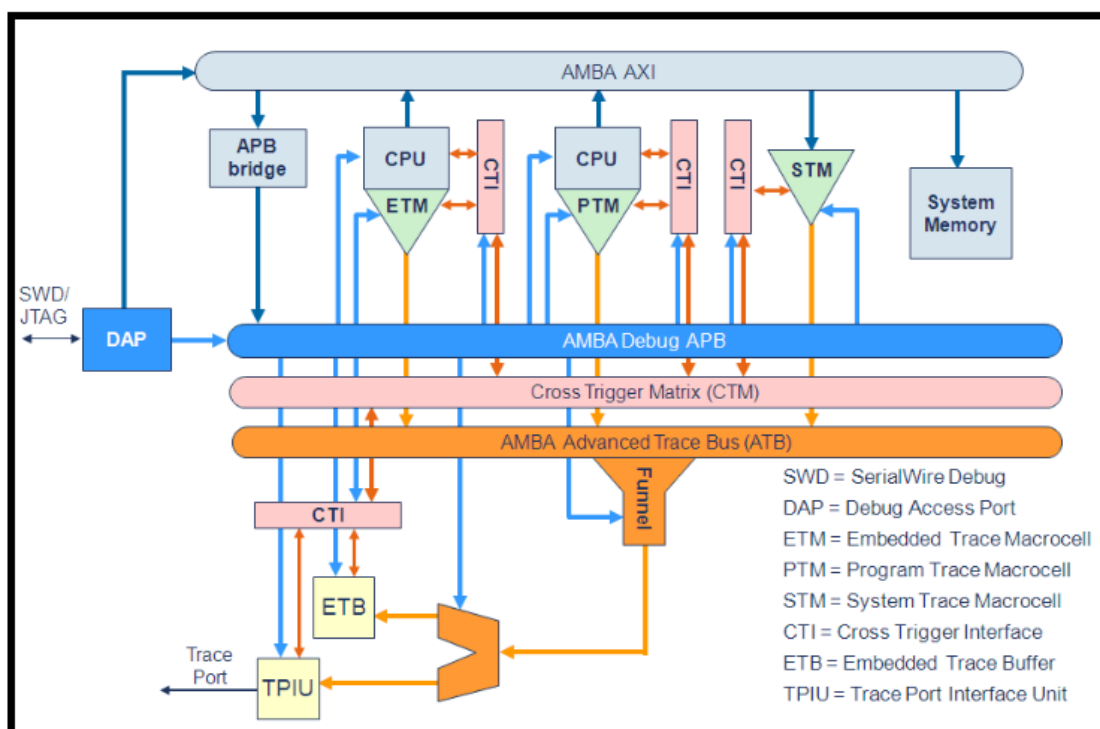 AMBA AXI
APB
bridge
CPU
CTI
CPU
CTI
CTI
STM
ETM
PTM
System
Memory
SWD/
JTAG
DAP
AMBA Debug APB
Cross Trigger Matrix (CTM)
AMBA Advanced Trace Bus (ATB)
Funnel
CTI
ETB
Trace
Port
TPIU
SWD = SerialWire Debug
DAP = Debug Access Port
ETM = Embedded Trace Macrocell
PTM = Program Trace Macrocell
STM = System Trace Macrocell
CTI = Cross Trigger Interface
ETB = Embedded Trace Buffer
TPIU = Trace Port Interface Unit